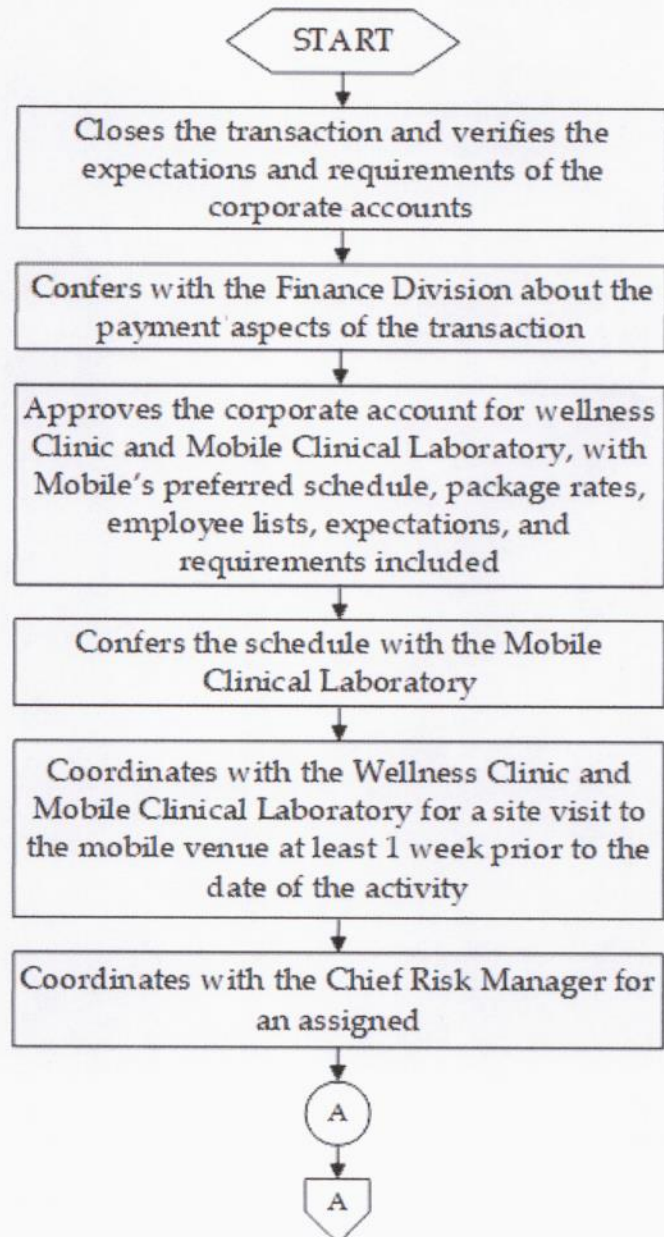 START
Closes the transaction and verifies the
expectations and requirements of the
corporate accounts
Confers with the Finance Division about the
payment aspects of the transaction
Approves the corporate account for wellness
Clinic and Mobile Clinical Laboratory, with
Mobile's preferred schedule, package rates,
employee lists, expectations, and
requirements included
Confers the schedule with the Mobile
Clinical Laboratory
Coordinates with the Wellness Clinic and
Mobile Clinical Laboratory for a site visit to
the mobile venue at least 1 week prior to the
date of the activity
Coordinates with the Chief Risk Manager for
an assigned
A
A